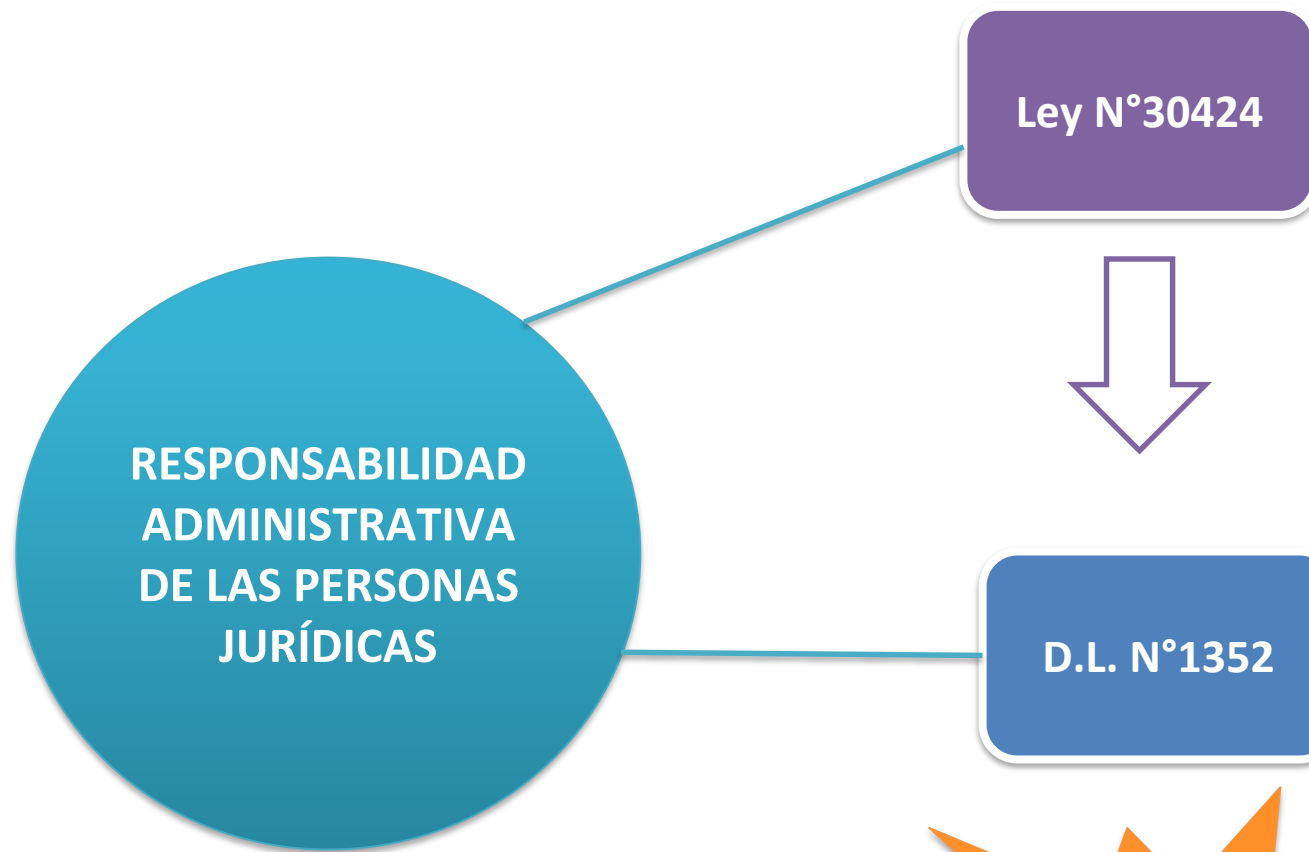 Ley N°30424
RESPONSABILIDAD
ADMINISTRATIVA
DE LAS PERSONAS
JURÍDICAS
D.L. N°1352